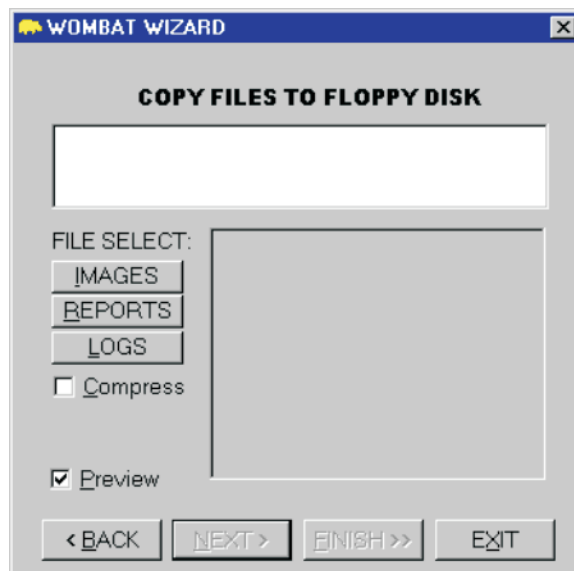 WOMBAT WIZARD
COPY FILES TO FLOPPY DISK
FILE SELECT:
IMAGES
REPORTS
LOGS
Compress
Preview
< BACK
NEXT >
FINISH >>
EXIT